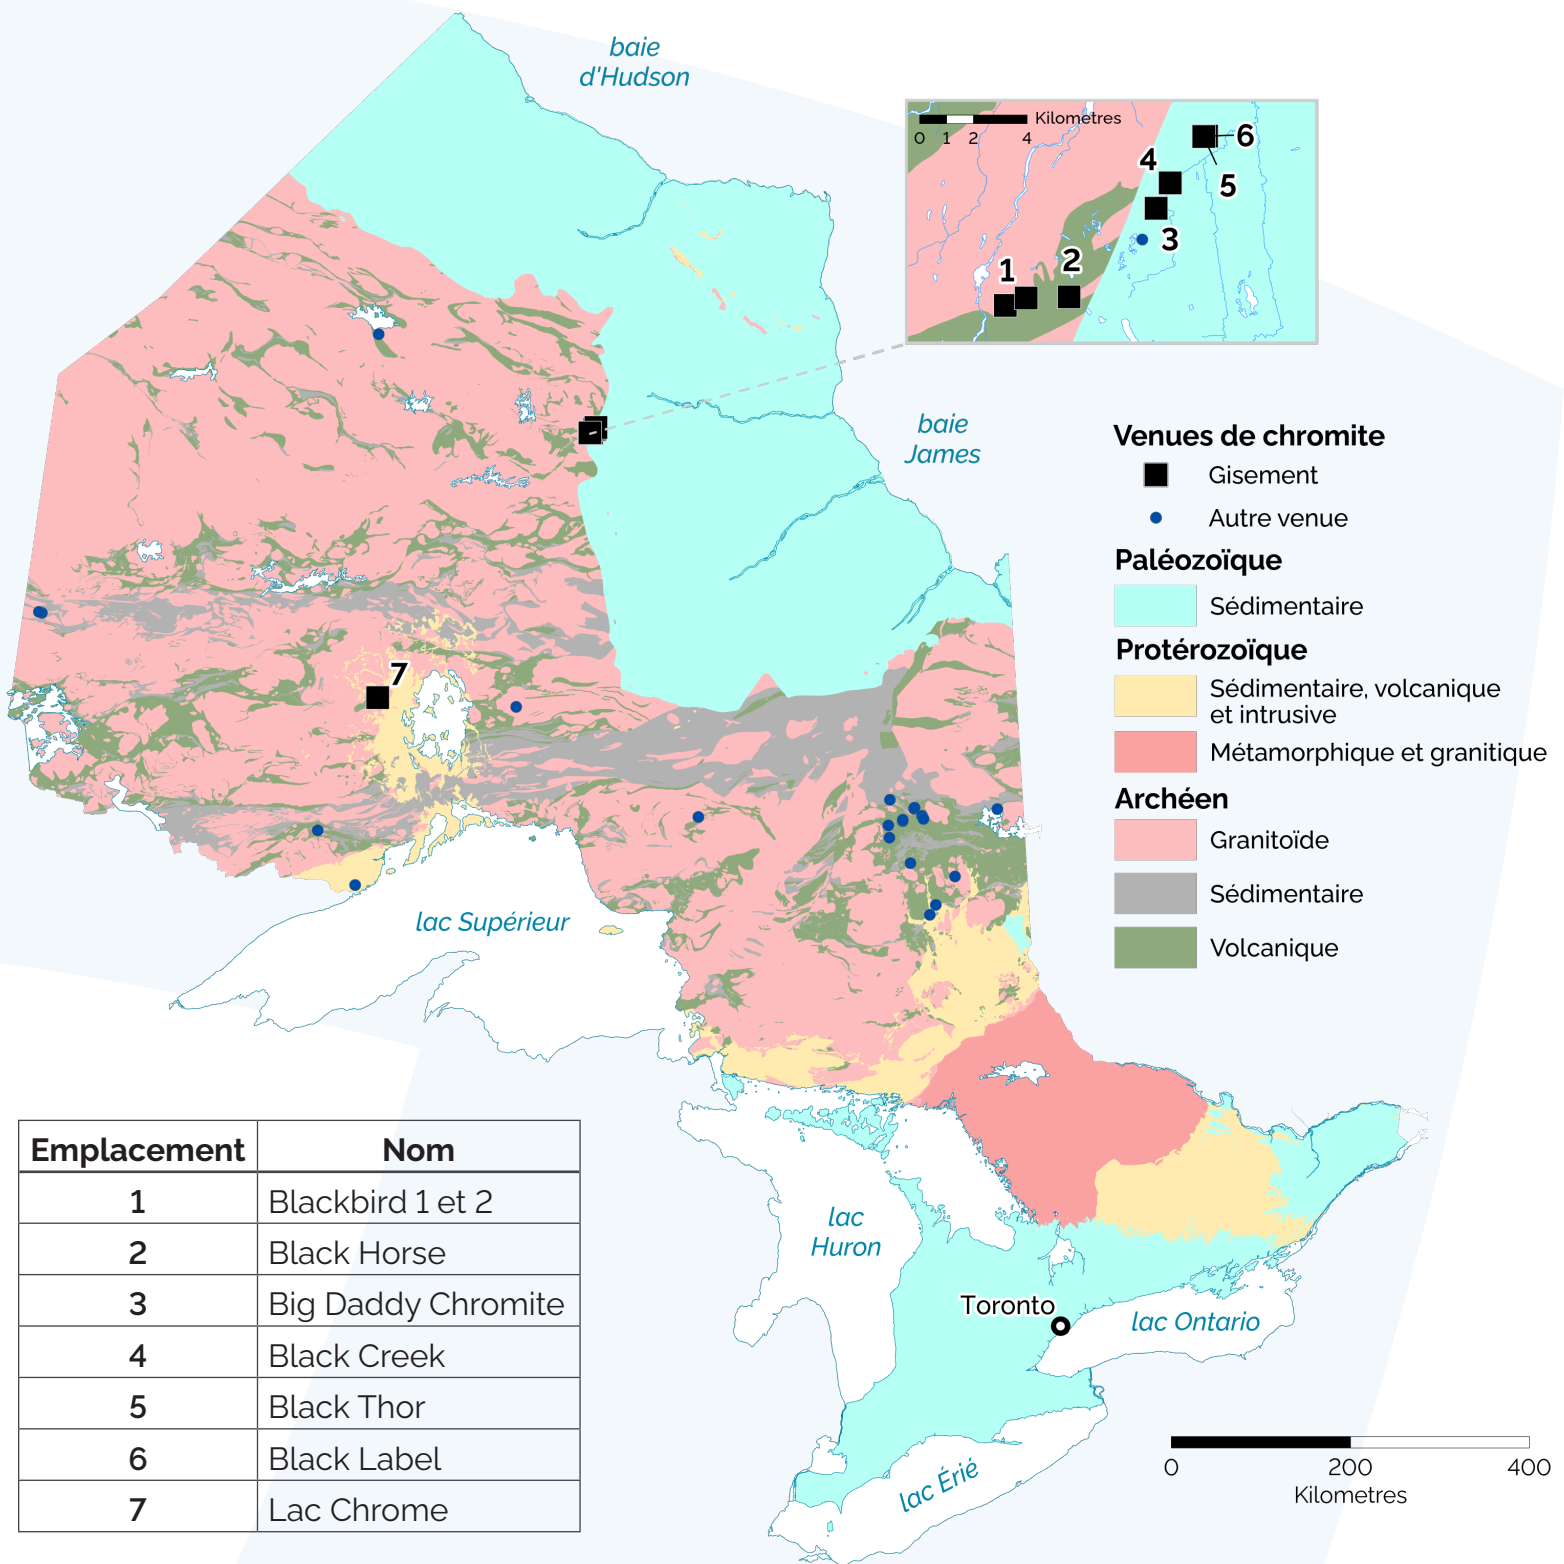 baie
d'Hudson
Kilometres
0 1 2 4
6
4
5
3
2
1
baie
James
Venues de chromite
Gisement
Autre venue
Paléozoïque
Sédimentaire
Protérozoïque
Sédimentaire, volcanique
et intrusive
Métamorphique et granitique
Archéen
Granitoïde
Sédimentaire
Volcanique
7
lac Supérieur
lac
Huron
Toronto
lac Ontario
lac Érié
0 200 400
Kilometres
Emplacement Nom
1 Blackbird 1 et 2
2 Black Horse
3 Big Daddy Chromite
4 Black Creek
5 Black Thor
6 Black Label
7 Lac Chrome